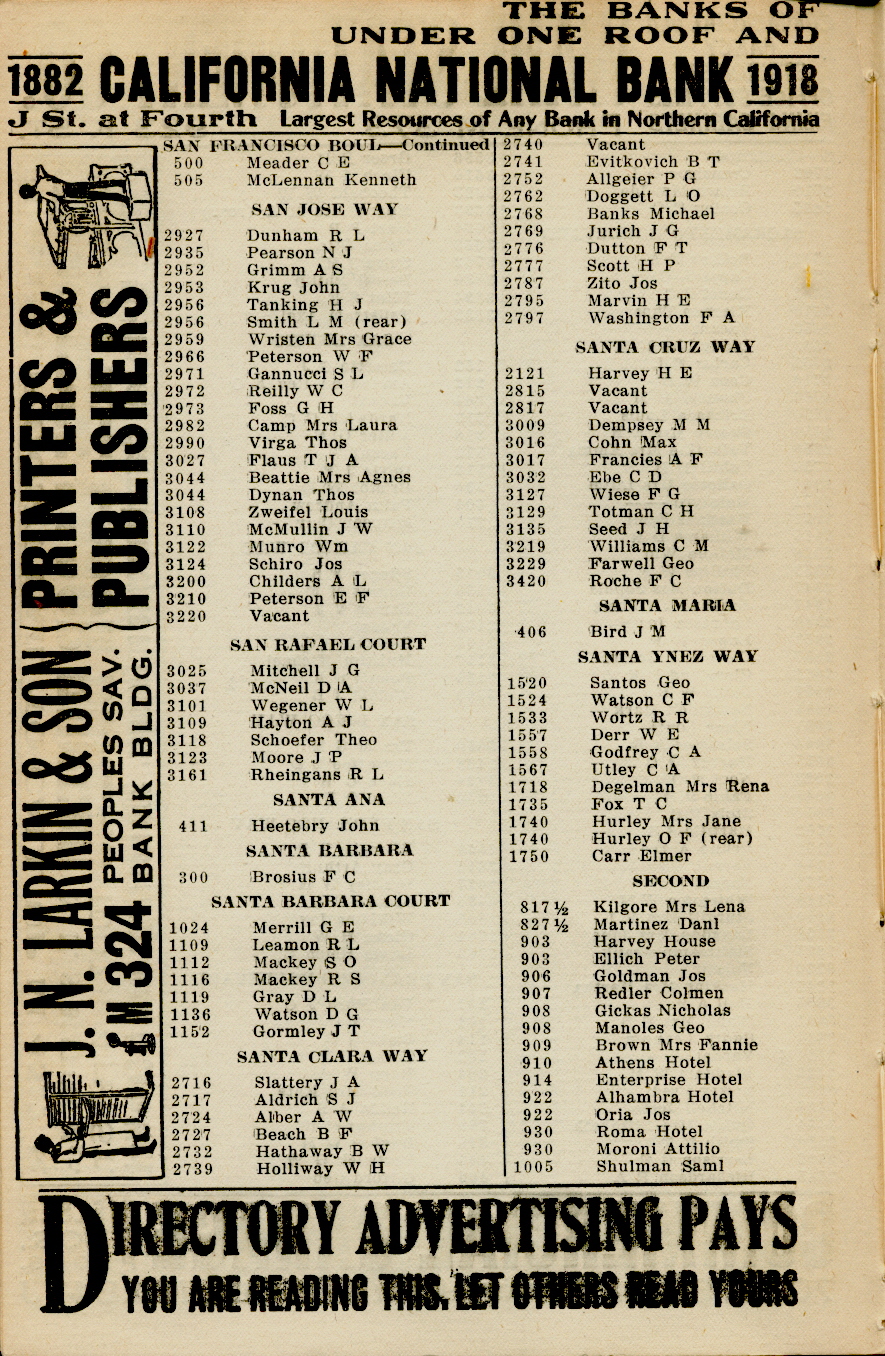 THE BANKS OF
UNDER ONE ROOF AND
1882 CALIFORNIA NATIONAL BANK 1918
J St. at Fourth Largest Resources of Any Bank in Northern California
J. N. LARKIN & SON PRINTERS & PUBLISHERS
M 324 PEOPLES SAV. BANK BLDG.
SAN FRANCISCO BOUL—Continued
500 Meader C E
505 McLennan Kenneth
SAN JOSE WAY
2927 Dunham R L
2935 Pearson N J
2952 Grimm A S
2953 Krug John
2956 Tanking H J
2956 Smith L M (rear)
2959 Wristen Mrs Grace
2966 Peterson W F
2971 Gannucci S L
2972 Reilly W C
2973 Foss G H
2982 Camp Mrs Laura
2990 Virga Thos
3027 Flaus T J A
3044 Beattie Mrs Agnes
3044 Dynan Thos
3108 Zweifel Louis
3110 McMullin J W
3122 Munro Wm
3124 Schiro Jos
3200 Childers A L
3210 Peterson E F
3220 Vacant
SAN RAFAEL COURT
3025 Mitchell J G
3037 McNeil D A
3101 Wegener W L
3109 Hayton A J
3118 Schoefer Theo
3123 Moore J P
3161 Rheingans R L
SANTA ANA
411 Heetebry John
SANTA BARBARA
300 Brosius F C
SANTA BARBARA COURT
1024 Merrill G E
1109 Leamon R L
1112 Mackey S O
1116 Mackey R S
1119 Gray D L
1136 Watson D G
1152 Gormley J T
SANTA CLARA WAY
2716 Slattery J A
2717 Aldrich S J
2724 Alber A W
2727 Beach B F
2732 Hathaway B W
2739 Holliway W H
2740 Vacant
2741 Evitkovich B T
2752 Allgeier P G
2762 Doggett L O
2768 Banks Michael
2769 Jurich J G
2776 Dutton F T
2777 Scott H P
2787 Zito Jos
2795 Marvin H E
2797 Washington F A
SANTA CRUZ WAY
2121 Harvey H E
2815 Vacant
2817 Vacant
3009 Dempsey M M
3016 Cohn Max
3017 Francies A F
3032 Ebe C D
3127 Wiese F G
3129 Totman C H
3135 Seed J H
3219 Williams C M
3229 Farwell Geo
3420 Roche F C
SANTA MARIA
406 Bird J M
SANTA YNEZ WAY
1520 Santos Geo
1524 Watson C F
1533 Wortz R R
1557 Derr W E
1558 Godfrey C A
1567 Utley C A
1718 Degelman Mrs Rena
1735 Fox T C
1740 Hurley Mrs Jane
1740 Hurley O F (rear)
1750 Carr Elmer
SECOND
817½ Kilgore Mrs Lena
827½ Martinez Danl
903 Harvey House
903 Ellich Peter
906 Goldman Jos
907 Redler Colmen
908 Gickas Nicholas
908 Manoles Geo
909 Brown Mrs Fannie
910 Athens Hotel
914 Enterprise Hotel
922 Alhambra Hotel
922 Oria Jos
930 Roma Hotel
930 Moroni Attilio
1005 Shulman Saml
DIRECTORY ADVERTISING PAYS
YOU ARE READING THIS. LET OTHERS READ YOURS